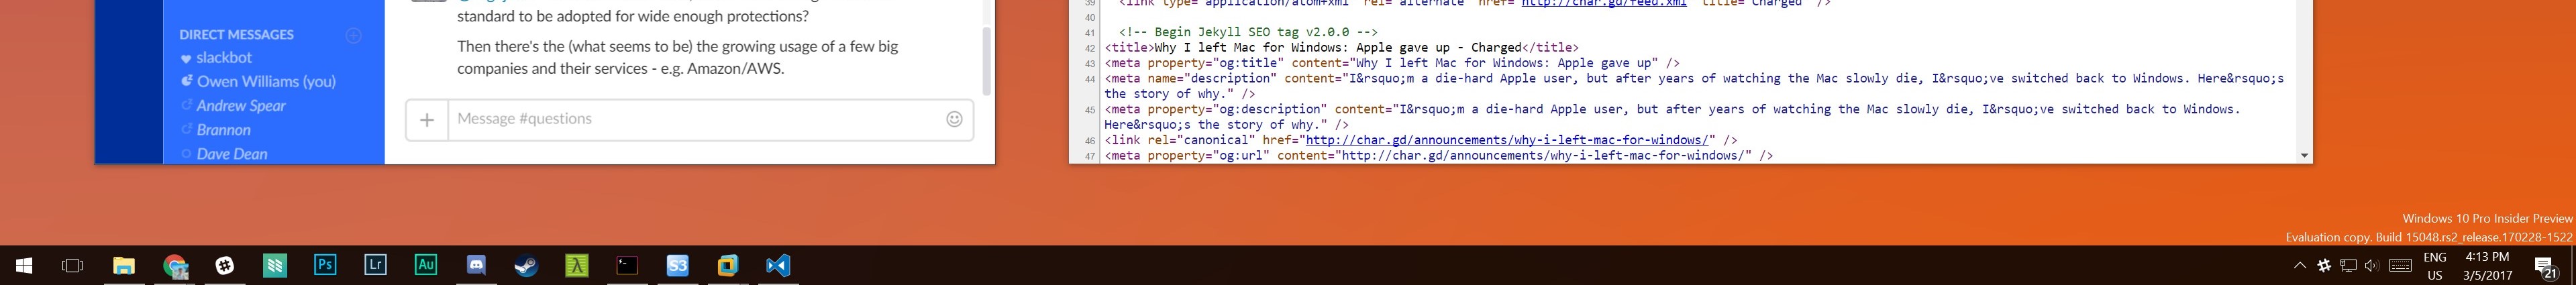 standard to be adopted for wide enough protections?
Then there's the (what seems to be) the growing usage of a few big
companies and their services - e.g. Amazon/AWS.
DIRECT MESSAGES
slackbot
Owen Williams (you)
Andrew Spear
Brannon
Dave Dean
Message #questions
39 <link type="application/atom+xml" rel="alternate" href="http://char.gd/feed.xml" title="Charged" />
40
41 <!-- Begin Jekyll SEO tag v2.0.0 -->
42 <title>Why I left Mac for Windows: Apple gave up - Charged</title>
43 <meta property="og:title" content="Why I left Mac for Windows: Apple gave up" />
44 <meta name="description" content="I&rsquo;m a die-hard Apple user, but after years of watching the Mac slowly die, I&rsquo;ve switched back to Windows. Here&rsquo;s
the story of why." />
45 <meta property="og:description" content="I&rsquo;m a die-hard Apple user, but after years of watching the Mac slowly die, I&rsquo;ve switched back to Windows.
Here&rsquo;s the story of why." />
46 <link rel="canonical" href="http://char.gd/announcements/why-i-left-mac-for-windows/" />
47 <meta property="og:url" content="http://char.gd/announcements/why-i-left-mac-for-windows/" />
Windows 10 Pro Insider Preview
Evaluation copy. Build 15048.rs2_release.170228-1522
Ps
Lr
Au
S3
ENG
US
4:13 PM
3/5/2017
21